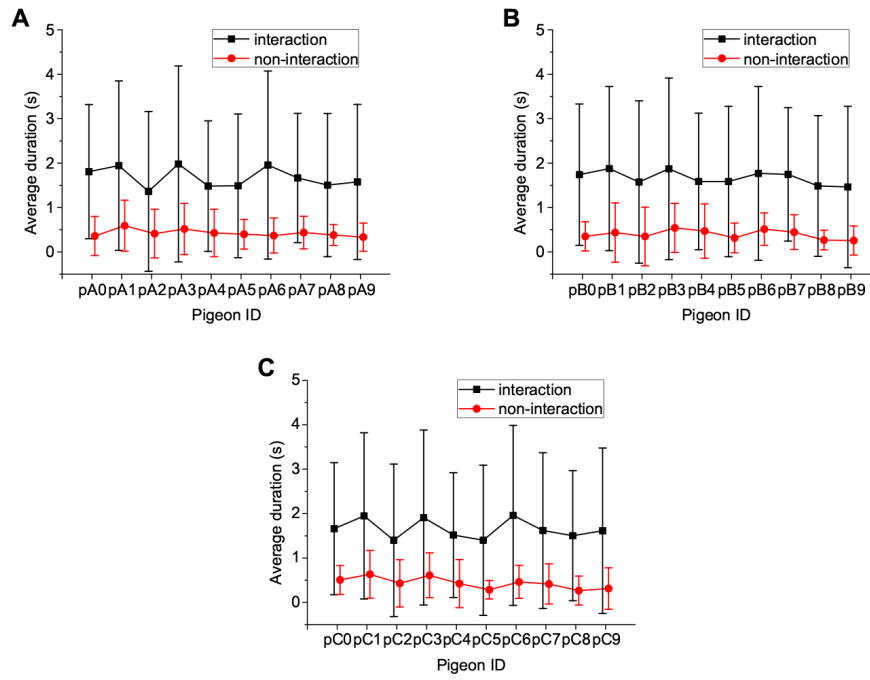 A
interaction
non-interaction
Average duration (s)
5
4
3
2
1
0
pA0 pA1 pA2 pA3 pA4 pA5 pA6 pA7 pA8 pA9
Pigeon ID
B
interaction
non-interaction
Average duration (s)
5
4
3
2
1
0
pB0 pB1 pB2 pB3 pB4 pB5 pB6 pB7 pB8 pB9
Pigeon ID
C
interaction
non-interaction
Average duration (s)
5
4
3
2
1
0
pC0 pC1 pC2 pC3 pC4 pC5 pC6 pC7 pC8 pC9
Pigeon ID